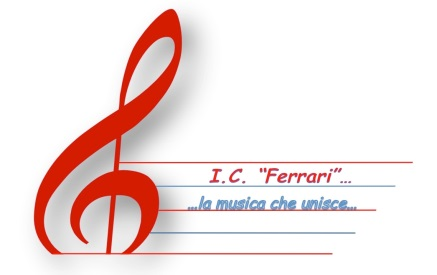 I.C. “Ferrari”...
...la musica che unisce...